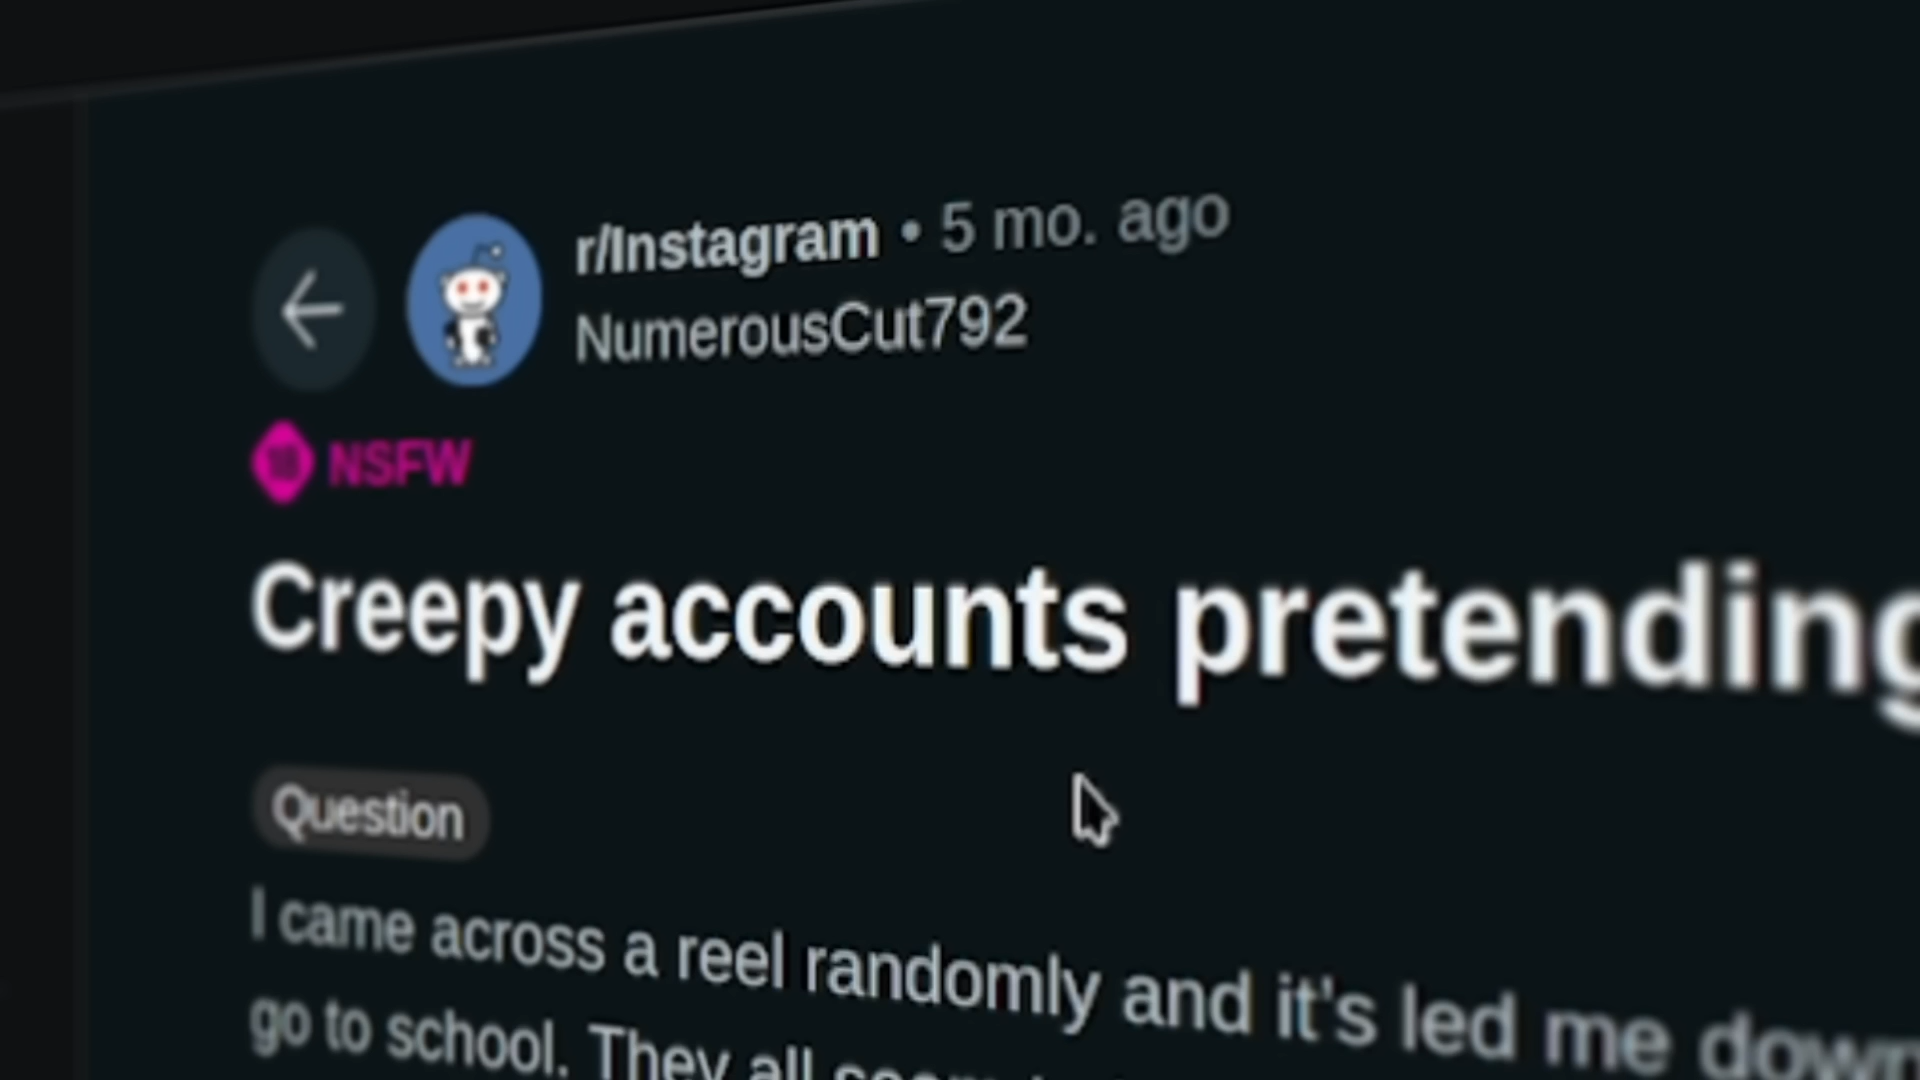 r/Instagram • 5 mo. ago
NumerousCut792
18 NSFW
Creepy accounts pretending
Question
I came across a reel randomly and it's led me down
go to school. They all